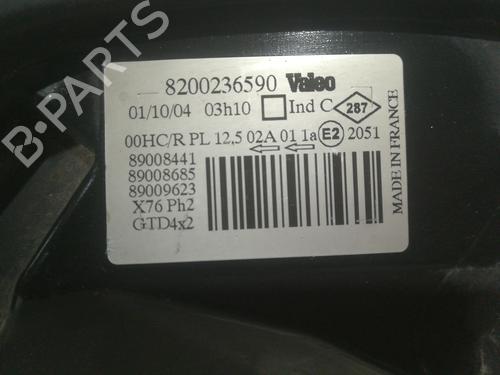 B-PARTS
8200236590 Valeo
01/10/04 03h10 Ind C 287
00HC/R PL 12,5 02A 01 1a E2 2051
89008441
89008685
89009623
X76 Ph2
GTD4x2
MADE IN FRANCE